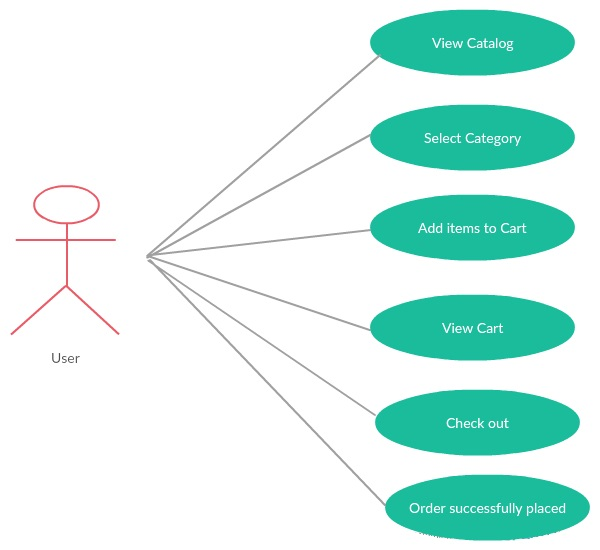 View Catalog
Select Category
Add items to Cart
View Cart
Check out
Order successfully placed
User